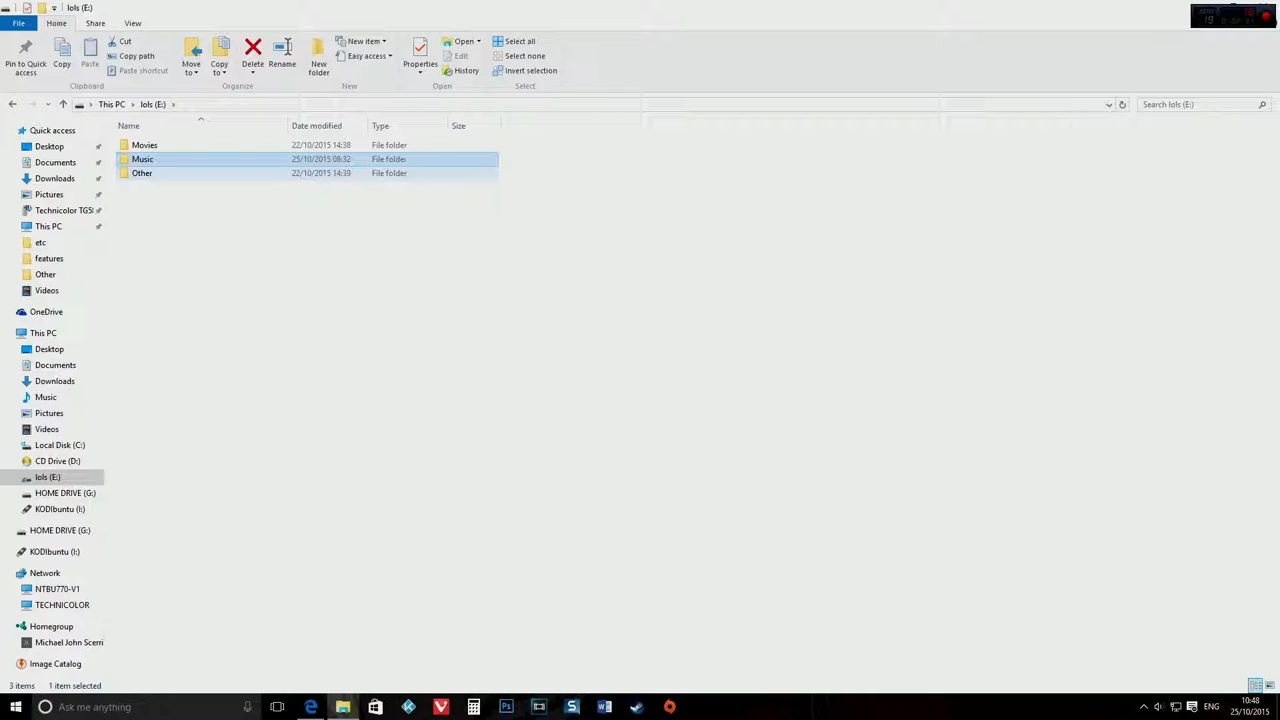 lols (E:)
File Home Share View
Pin to Quick access
Copy
Paste
Cut
Copy path
Paste shortcut
Move to
Copy to
Delete
Rename
New folder
New item
Easy access
Properties
Open
Edit
History
Select all
Select none
Invert selection
Clipboard Organize New Open Select
This PC lols (E:) Search lols (E:)
Name Date modified Type Size
Movies 22/10/2015 14:38 File folder
Music 25/10/2015 08:32 File folder
Other 22/10/2015 14:39 File folder
Quick access
Desktop
Documents
Downloads
Pictures
Technicolor TG5
This PC
etc
features
Other
Videos
OneDrive
This PC
Desktop
Documents
Downloads
Music
Pictures
Videos
Local Disk (C:)
CD Drive (D:)
lols (E:)
HOME DRIVE (G:)
KODIbuntu (I:)
HOME DRIVE (G:)
KODIbuntu (I:)
Network
NTBU770-V1
TECHNICOLOR
Homegroup
Michael John Scerri
Image Catalog
3 items 1 item selected
Ask me anything
ENG
10:48
25/10/2015